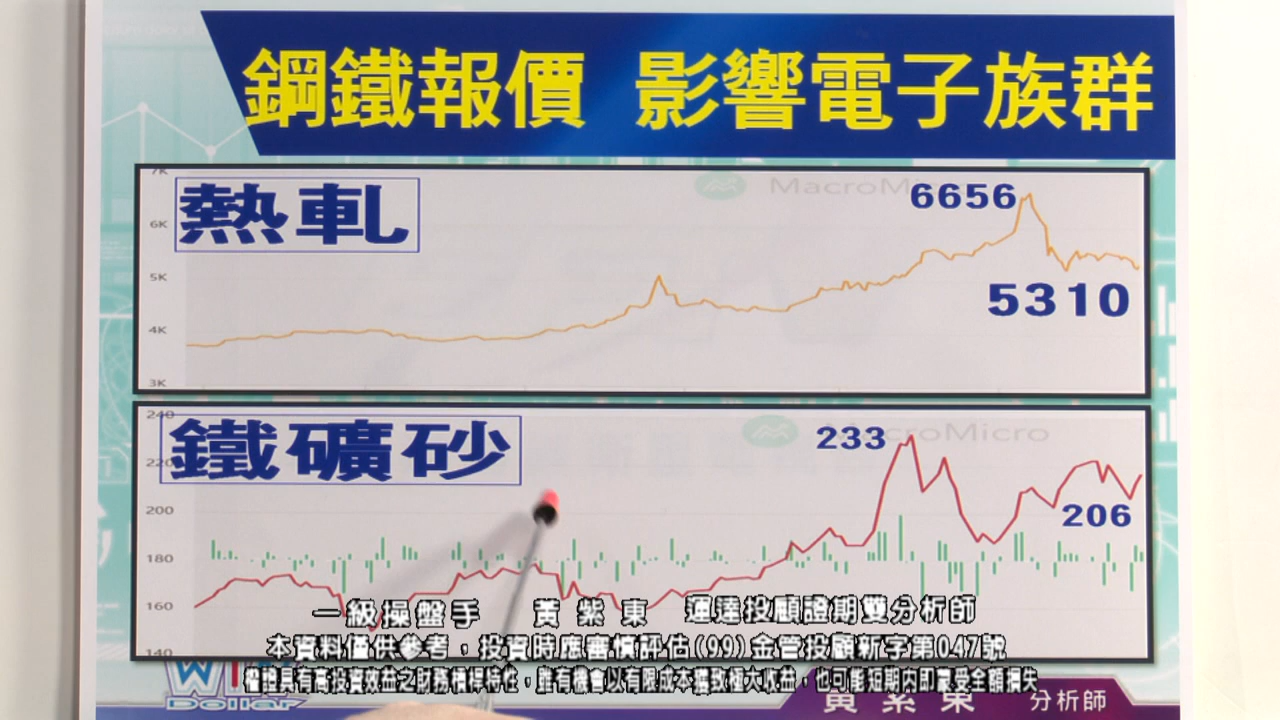 鋼鐵報價 影響電子族群
7K
熱軋
MacroMi
6656
6K
5K
5310
4K
3K
240
鐵礦砂
MacroMicro
233
220
200
206
180
160
一級操盤手 黃紫東 運達投顧證期雙分析師
本資料僅供參考，投資時應審慎評估(99)金管投顧新字第047號
140
權證具有高投資效益之財務槓桿特性，雖有機會以有限成本獲致極大收益，也可能短期內即蒙受全額損失
Dollar
黃紫東 分析師